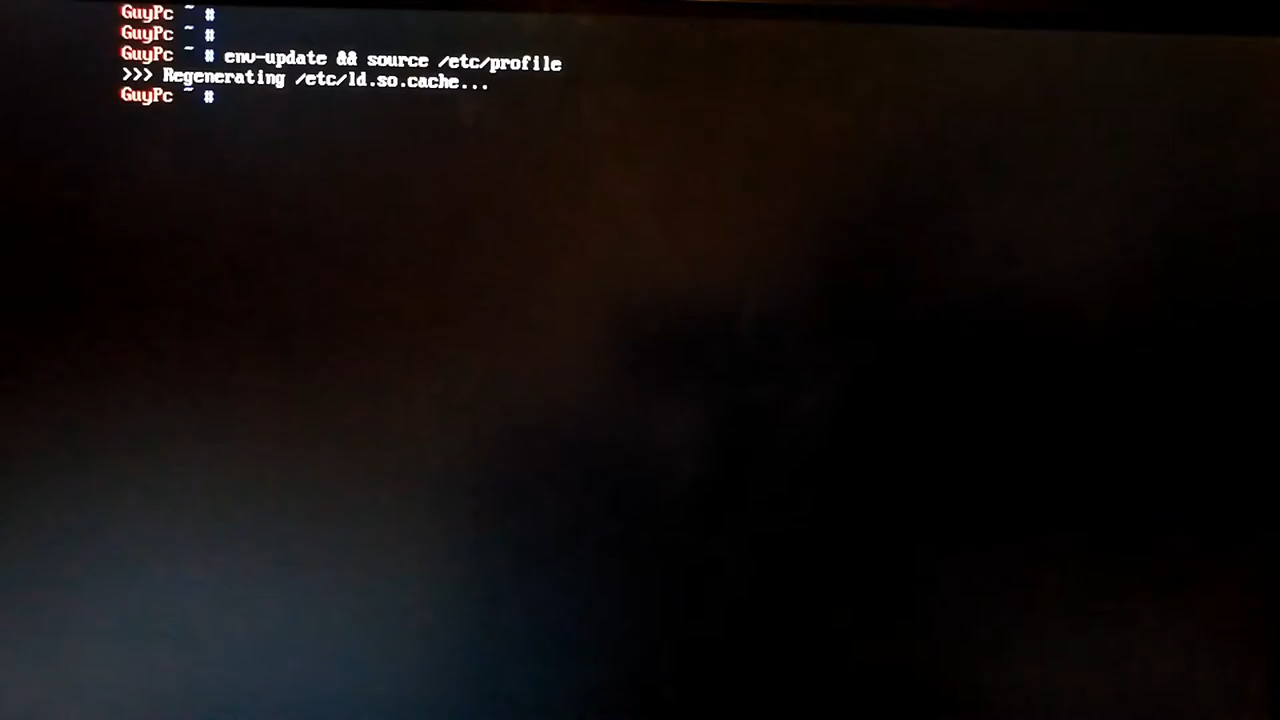 GuyPc ~ #
GuyPc ~ #
GuyPc ~ # env-update && source /etc/profile
>>> Regenerating /etc/ld.so.cache...
GuyPc ~ #